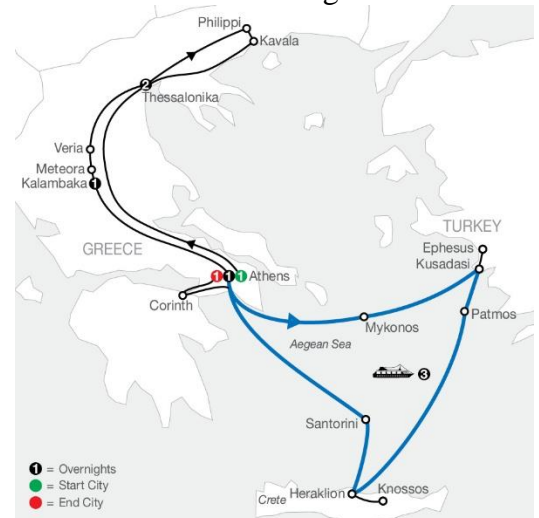 Philippi
Kavala
2
Thessalonika
Veria
Meteora
Kalambaka 1
TURKEY
GREECE
Ephesus
Kusadasi
1 1 1 Athens
Corinth
Mykonos
Patmos
Aegean Sea
3
Santorini
1 = Overnights
= Start City
= End City
Crete
Heraklion
Knossos